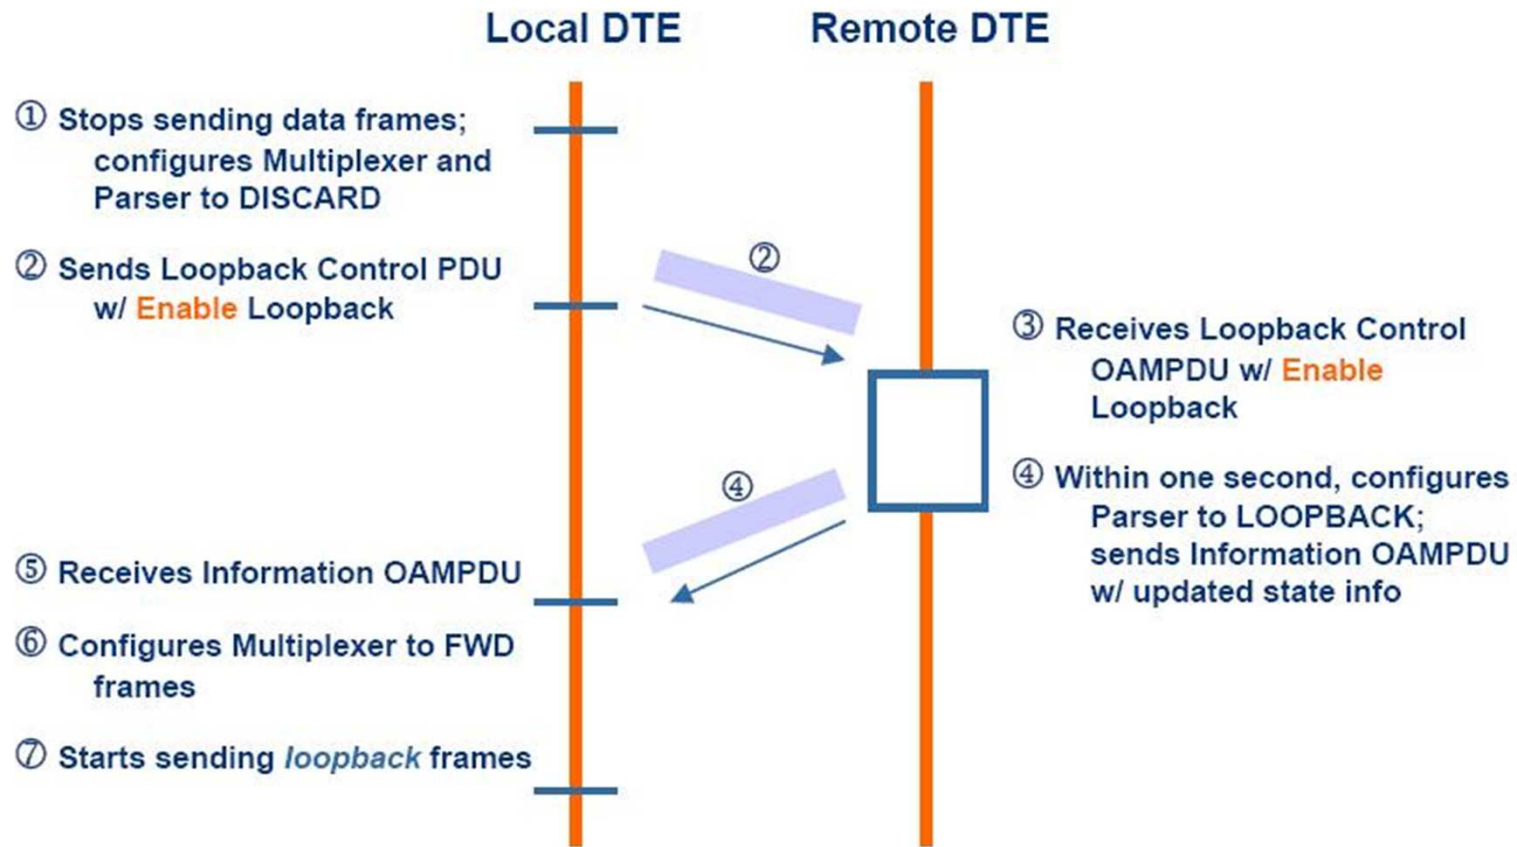 Local DTE
Remote DTE
① Stops sending data frames;
configures Multiplexer and
Parser to DISCARD
② Sends Loopback Control PDU
w/ Enable Loopback
②
③ Receives Loopback Control
OAMPDU w/ Enable
Loopback
④ Within one second, configures
Parser to LOOPBACK;
sends Information OAMPDU
w/ updated state info
④
⑤ Receives Information OAMPDU
⑥ Configures Multiplexer to FWD
frames
⑦ Starts sending loopback frames